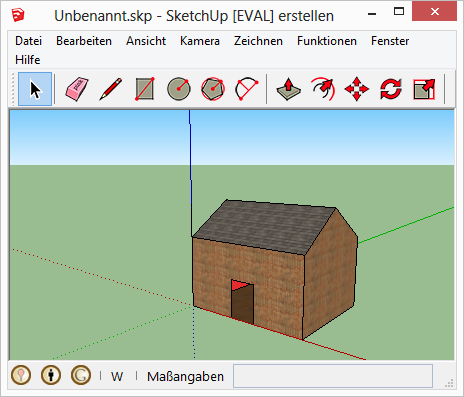 Unbenannt.skp - SketchUp [EVAL] erstellen
Datei Bearbeiten Ansicht Kamera Zeichnen Funktionen Fenster
Hilfe
W Maßangaben